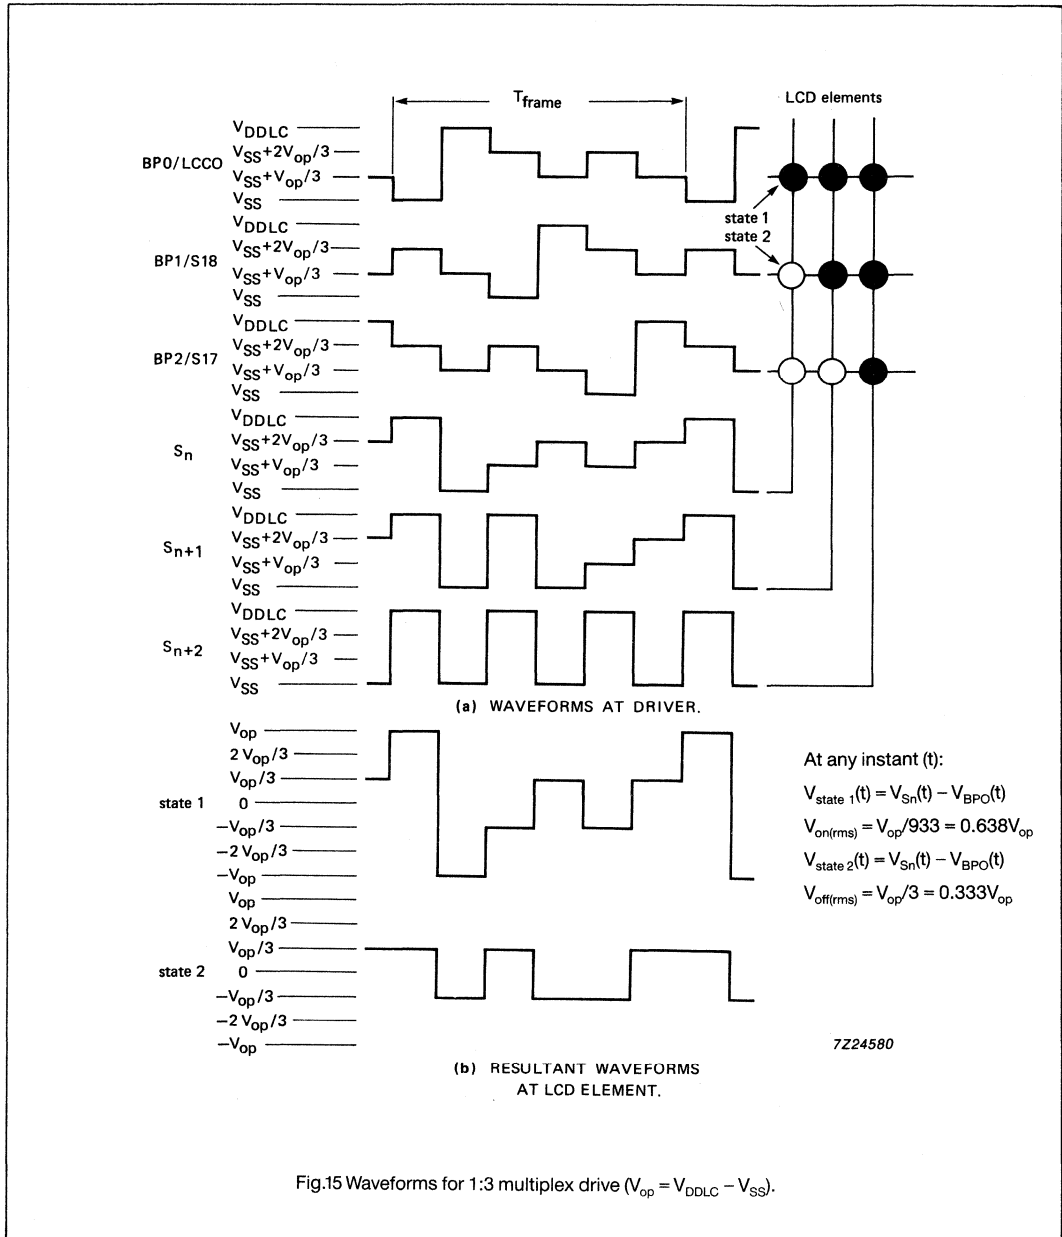 T_frame
LCD elements
BP0/LCCO
V_DDLC
V_SS+2V_op/3
V_SS+V_op/3
V_SS
state 1
state 2
BP1/S18
V_DDLC
V_SS+2V_op/3
V_SS+V_op/3
V_SS
BP2/S17
V_DDLC
V_SS+2V_op/3
V_SS+V_op/3
V_SS
S_n
V_DDLC
V_SS+2V_op/3
V_SS+V_op/3
V_SS
S_n+1
V_DDLC
V_SS+2V_op/3
V_SS+V_op/3
V_SS
S_n+2
V_DDLC
V_SS+2V_op/3
V_SS+V_op/3
V_SS
(a) WAVEFORMS AT DRIVER.
state 1
V_op
2 V_op/3
V_op/3
0
−V_op/3
−2 V_op/3
−V_op
At any instant (t):
V_state 1(t) = V_Sn(t) − V_BPO(t)
V_on(rms) = V_op/933 = 0.638V_op
V_state 2(t) = V_Sn(t) − V_BPO(t)
V_off(rms) = V_op/3 = 0.333V_op
state 2
V_op
2 V_op/3
V_op/3
0
−V_op/3
−2 V_op/3
−V_op
7Z24580
(b) RESULTANT WAVEFORMS
AT LCD ELEMENT.
Fig.15 Waveforms for 1:3 multiplex drive (V_op = V_DDLC − V_SS).